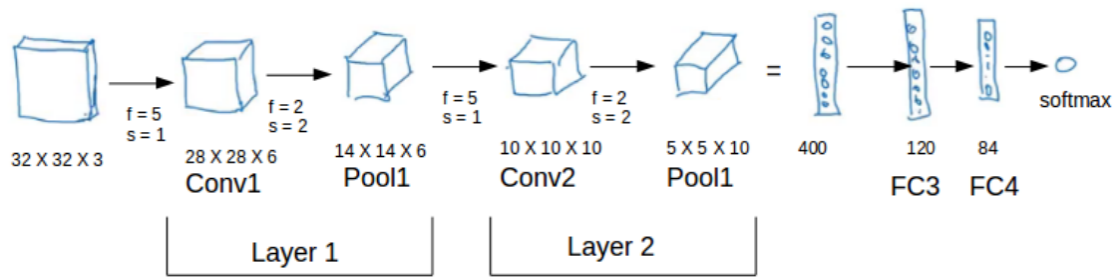 32 X 32 X 3
f = 5
s = 1
28 X 28 X 6
Conv1
f = 2
s = 2
14 X 14 X 6
Pool1
f = 5
s = 1
10 X 10 X 10
Conv2
f = 2
s = 2
5 X 5 X 10
Pool1
=
400
120
FC3
84
FC4
softmax
Layer 1
Layer 2